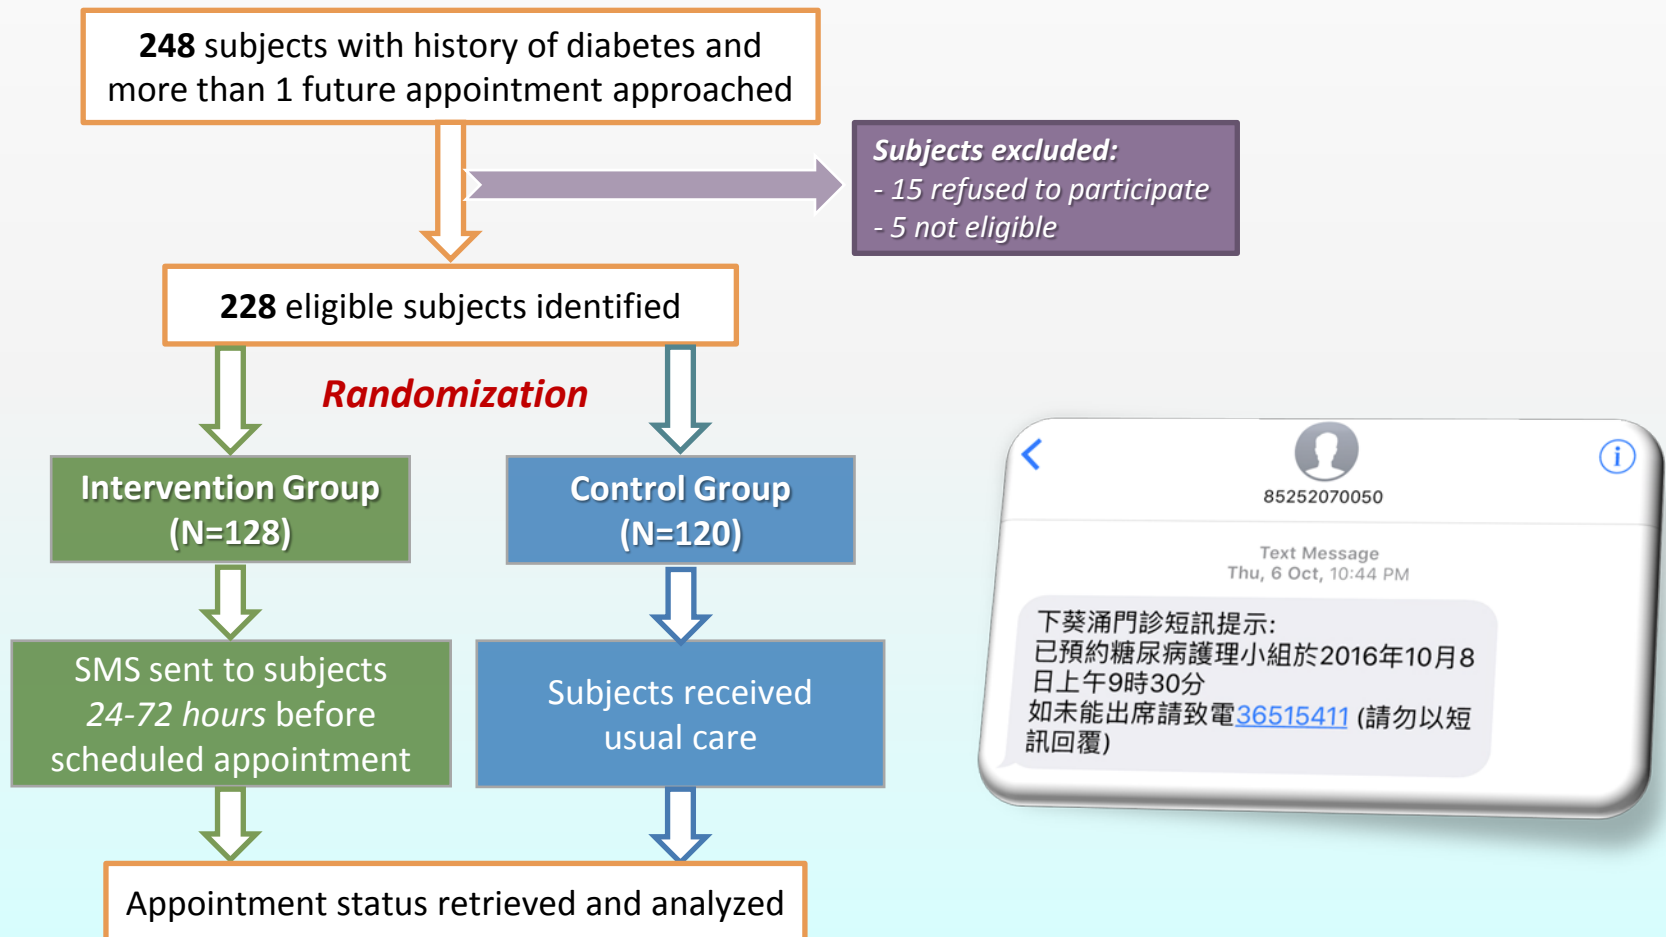 248 subjects with history of diabetes and
more than 1 future appointment approached
Subjects excluded:
- 15 refused to participate
- 5 not eligible
228 eligible subjects identified
Randomization
Intervention Group
(N=128)
Control Group
(N=120)
SMS sent to subjects
24-72 hours before
scheduled appointment
Subjects received
usual care
Appointment status retrieved and analyzed
85252070050
Text Message
Thu, 6 Oct, 10:44 PM
下葵涌門診短訊提示:
已預約糖尿病護理小組於2016年10月8
日上午9時30分
如未能出席請致電36515411 (請勿以短
訊回覆)